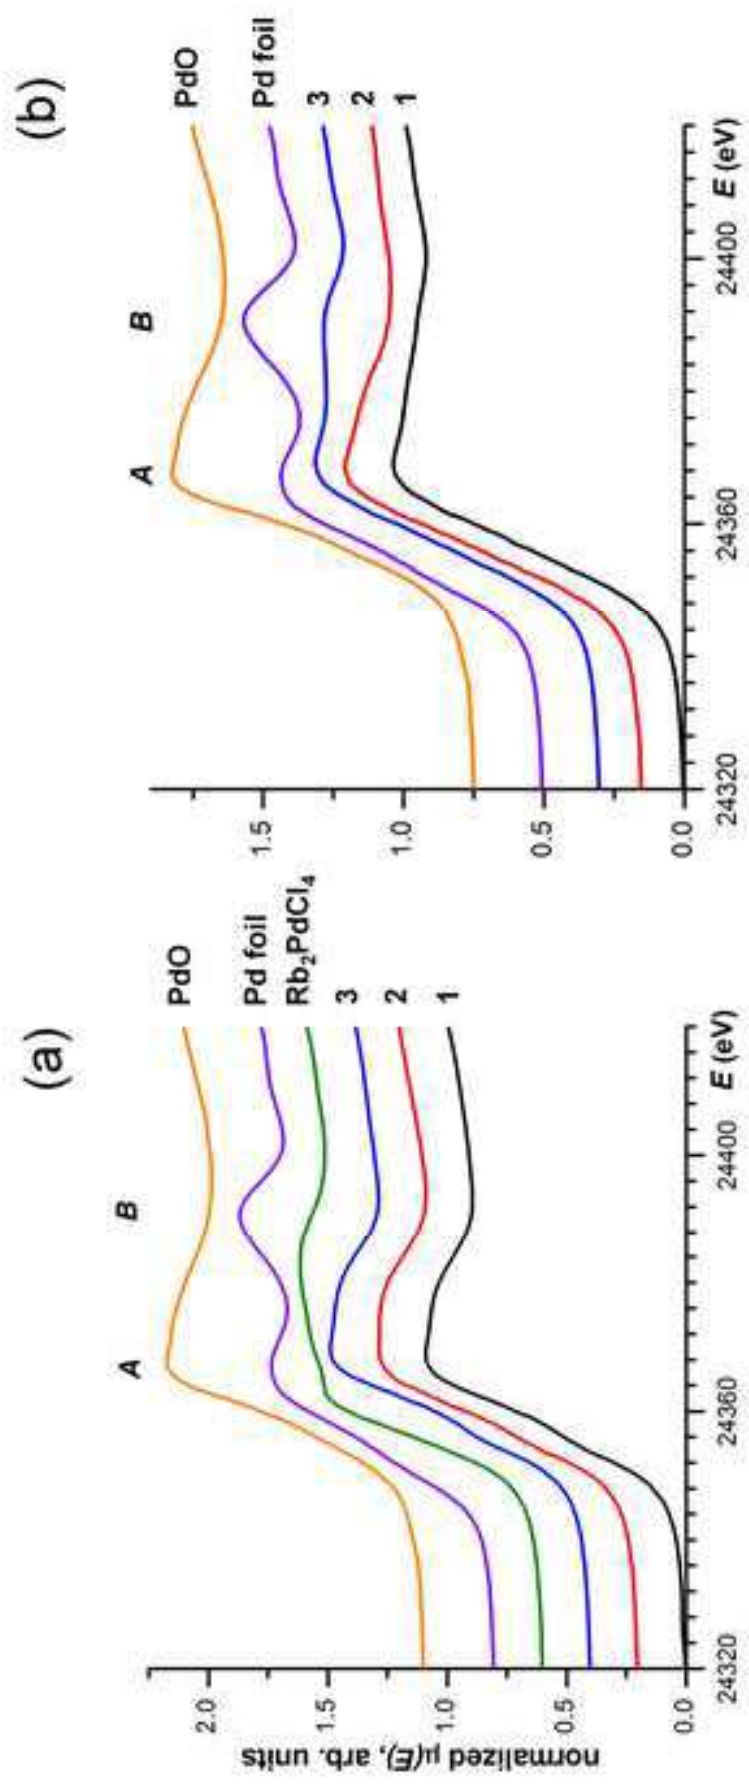 (a)
A
B
PdO
Pd foil
Rb₂PdCl₄
3
2
1
2.0
1.5
1.0
0.5
0.0
normalized μ(E), arb. units
24320
24360
24400
E (eV)
(b)
A
B
PdO
Pd foil
3
2
1
1.5
1.0
0.5
0.0
24320
24360
24400
E (eV)